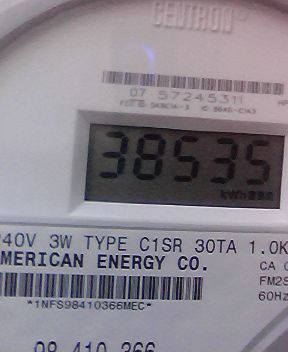 CENTRON
07 57245311
38535
kWh
240V 3W TYPE C1SR 30TA 1.0K
MERICAN ENERGY CO.
CA
FM2S
60Hz
*1NFS98410366MEC*
98 410 366